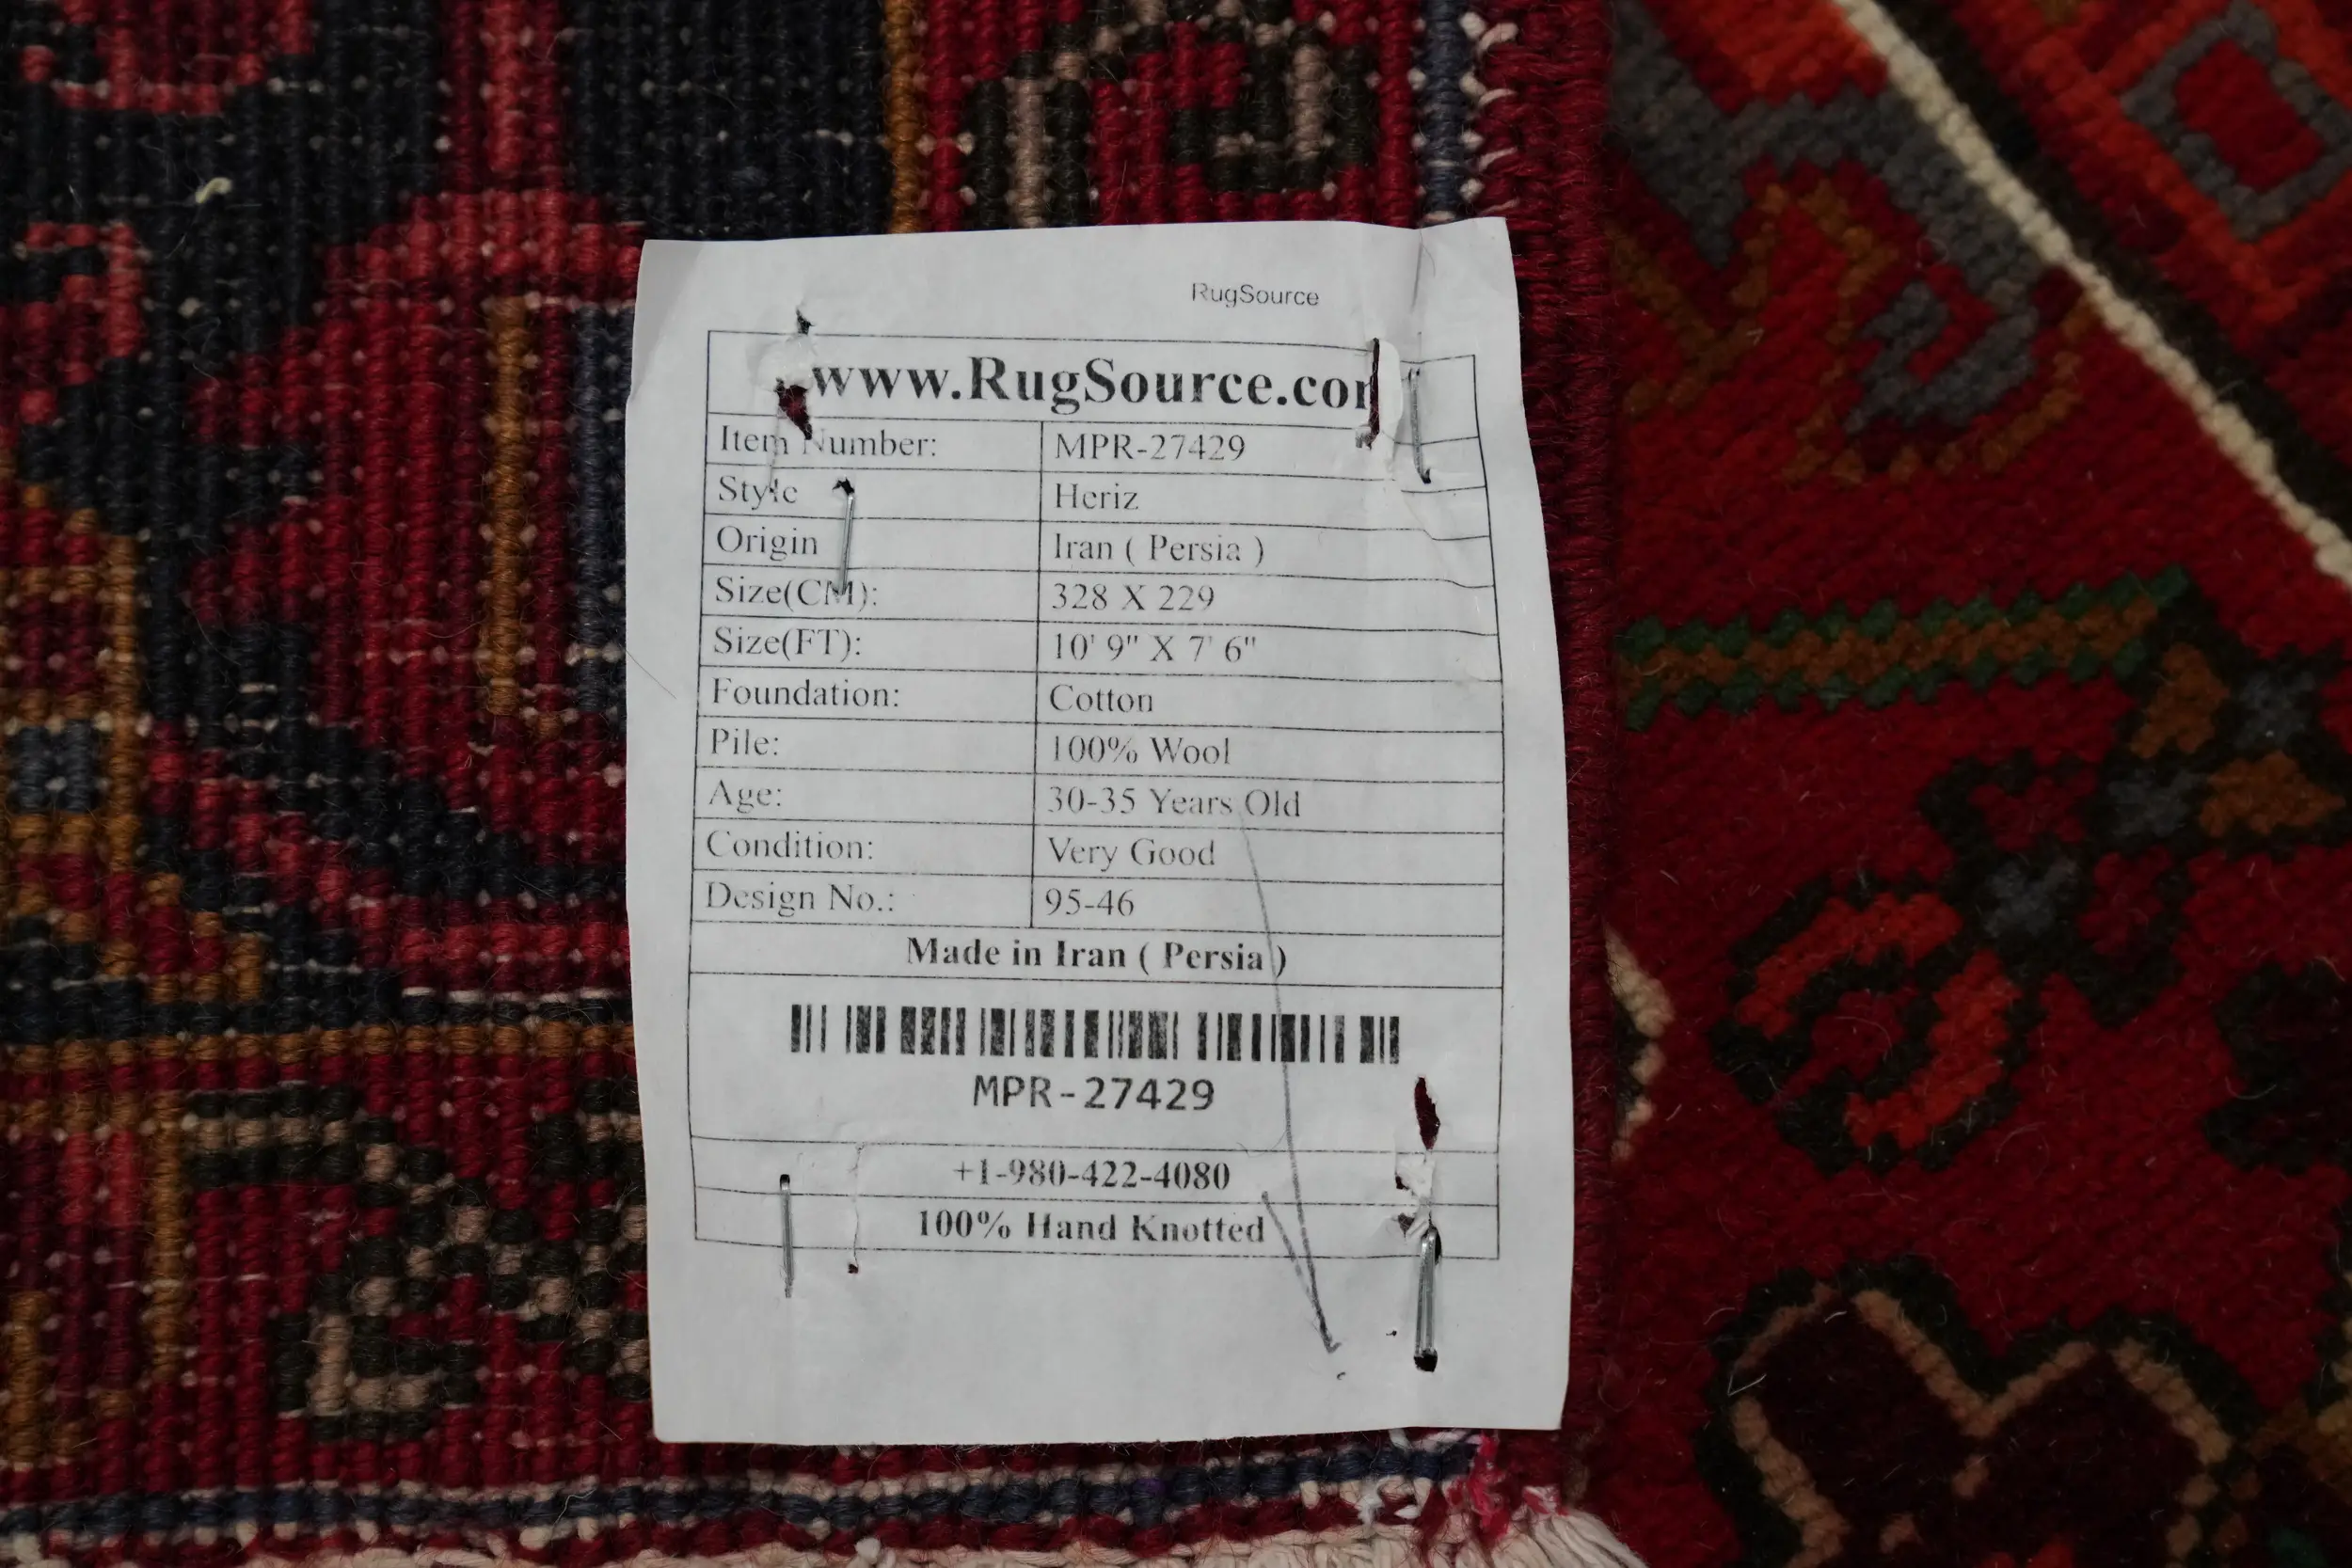 RugSource
www.RugSource.com
Item Number: MPR-27429
Style Heriz
Origin Iran ( Persia )
Size(CM): 328 X 229
Size(FT): 10' 9" X 7' 6"
Foundation: Cotton
Pile: 100% Wool
Age: 30-35 Years Old
Condition: Very Good
Design No.: 95-46
Made in Iran ( Persia )
MPR-27429
+1-980-422-4080
100% Hand Knotted